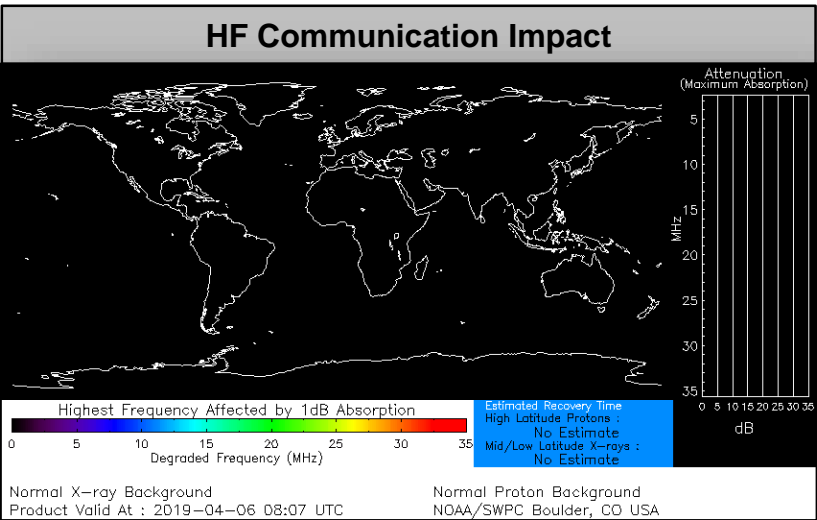 HF Communication Impact
Attenuation
(Maximum Absorption)
5
10
15
MHz
20
25
30
35
0 5 10 15 20 25 30 35
dB
Highest Frequency Affected by 1dB Absorption
0 5 10 15 20 25 30 35
Degraded Frequency (MHz)
Estimated Recovery Time
High Latitude Protons :
No Estimate
Mid/Low Latitude X-rays :
No Estimate
Normal X-ray Background
Normal Proton Background
Product Valid At : 2019-04-06 08:07 UTC
NOAA/SWPC Boulder, CO USA